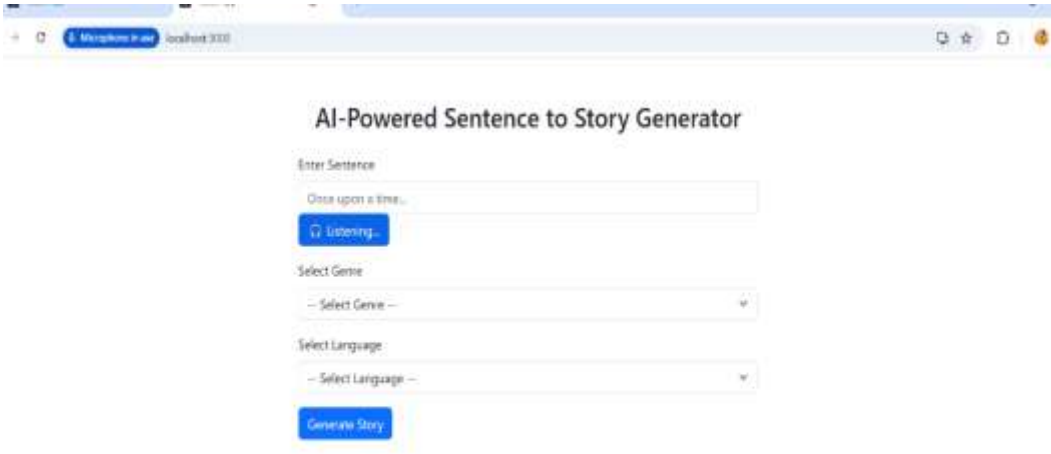 Microphone in use localhost:3000
AI-Powered Sentence to Story Generator
Enter Sentence
Once upon a time...
Listening...
Select Genre
-- Select Genre --
Select Language
-- Select Language --
Generate Story